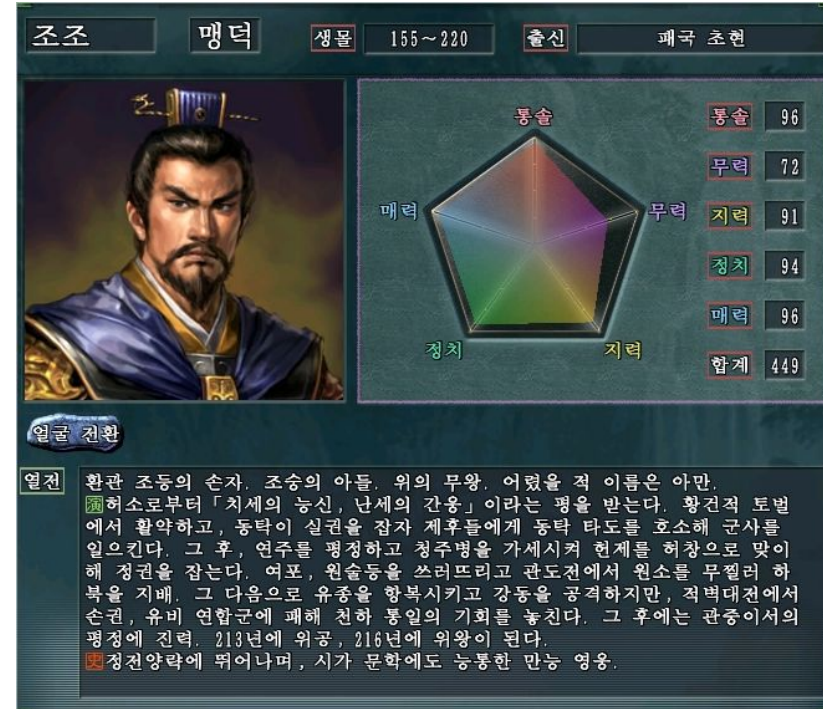 조조 맹덕 생몰 155~220 출신 패국 초현
통솔
매력
무력
정치
지력
통솔 96
무력 72
지력 91
정치 94
매력 96
합계 449
얼굴 전환
열전
환관 조등의 손자. 조숭의 아들. 위의 무왕. 어렸을 적 이름은 아만.
演허소로부터「치세의 능신, 난세의 간웅」이라는 평을 받는다. 황건적 토벌
에서 활약하고, 동탁이 실권을 잡자 제후들에게 동탁 타도를 호소해 군사를
일으킨다. 그 후, 연주를 평정하고 청주병을 가세시켜 헌제를 허창으로 맞이
해 정권을 잡는다. 여포, 원술등을 쓰러뜨리고 관도전에서 원소를 무찔러 하
북을 지배. 그 다음으로 유종을 항복시키고 강동을 공격하지만, 적벽대전에서
손권, 유비 연합군에 패해 천하 통일의 기회를 놓친다. 그 후에는 관중이서의
평정에 진력. 213년에 위공, 216년에 위왕이 된다.
史정전양략에 뛰어나며, 시가 문학에도 능통한 만능 영웅.